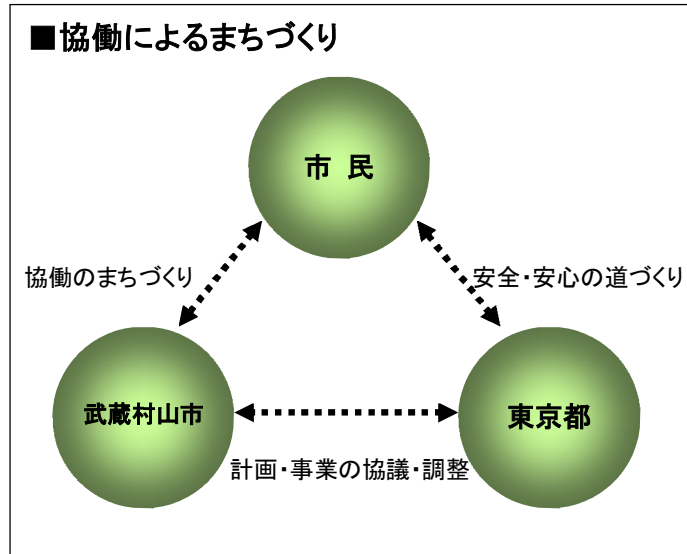 ■協働によるまちづくり
市 民
協働のまちづくり
安全・安心の道づくり
武蔵村山市
東京都
計画・事業の協議・調整